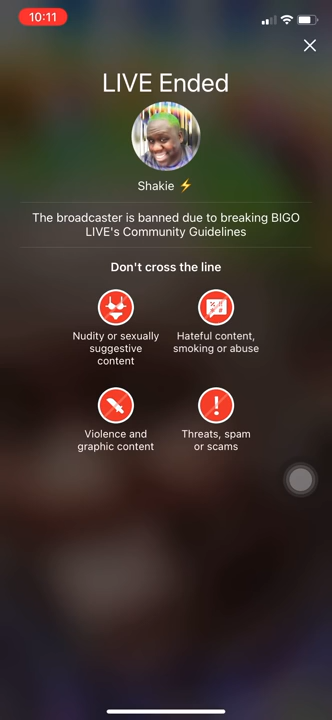 10:11
LIVE Ended
Shakie ⚡
The broadcaster is banned due to breaking BIGO
LIVE's Community Guidelines
Don't cross the line
Nudity or sexually
suggestive
content
Hateful content,
smoking or abuse
Violence and
graphic content
Threats, spam
or scams